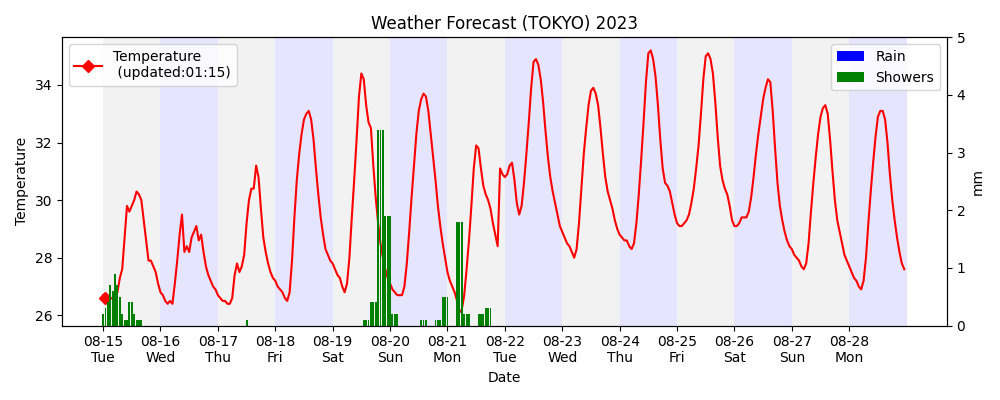 Weather Forecast (TOKYO) 2023
Temperature
(updated:01:15)
Rain
Showers
Temperature
34
32
30
28
26
5
4
3
2
1
0
mm
08-15 08-16 08-17 08-18 08-19 08-20 08-21 08-22 08-23 08-24 08-25 08-26 08-27 08-28
Tue Wed Thu Fri Sat Sun Mon Tue Wed Thu Fri Sat Sun Mon
Date